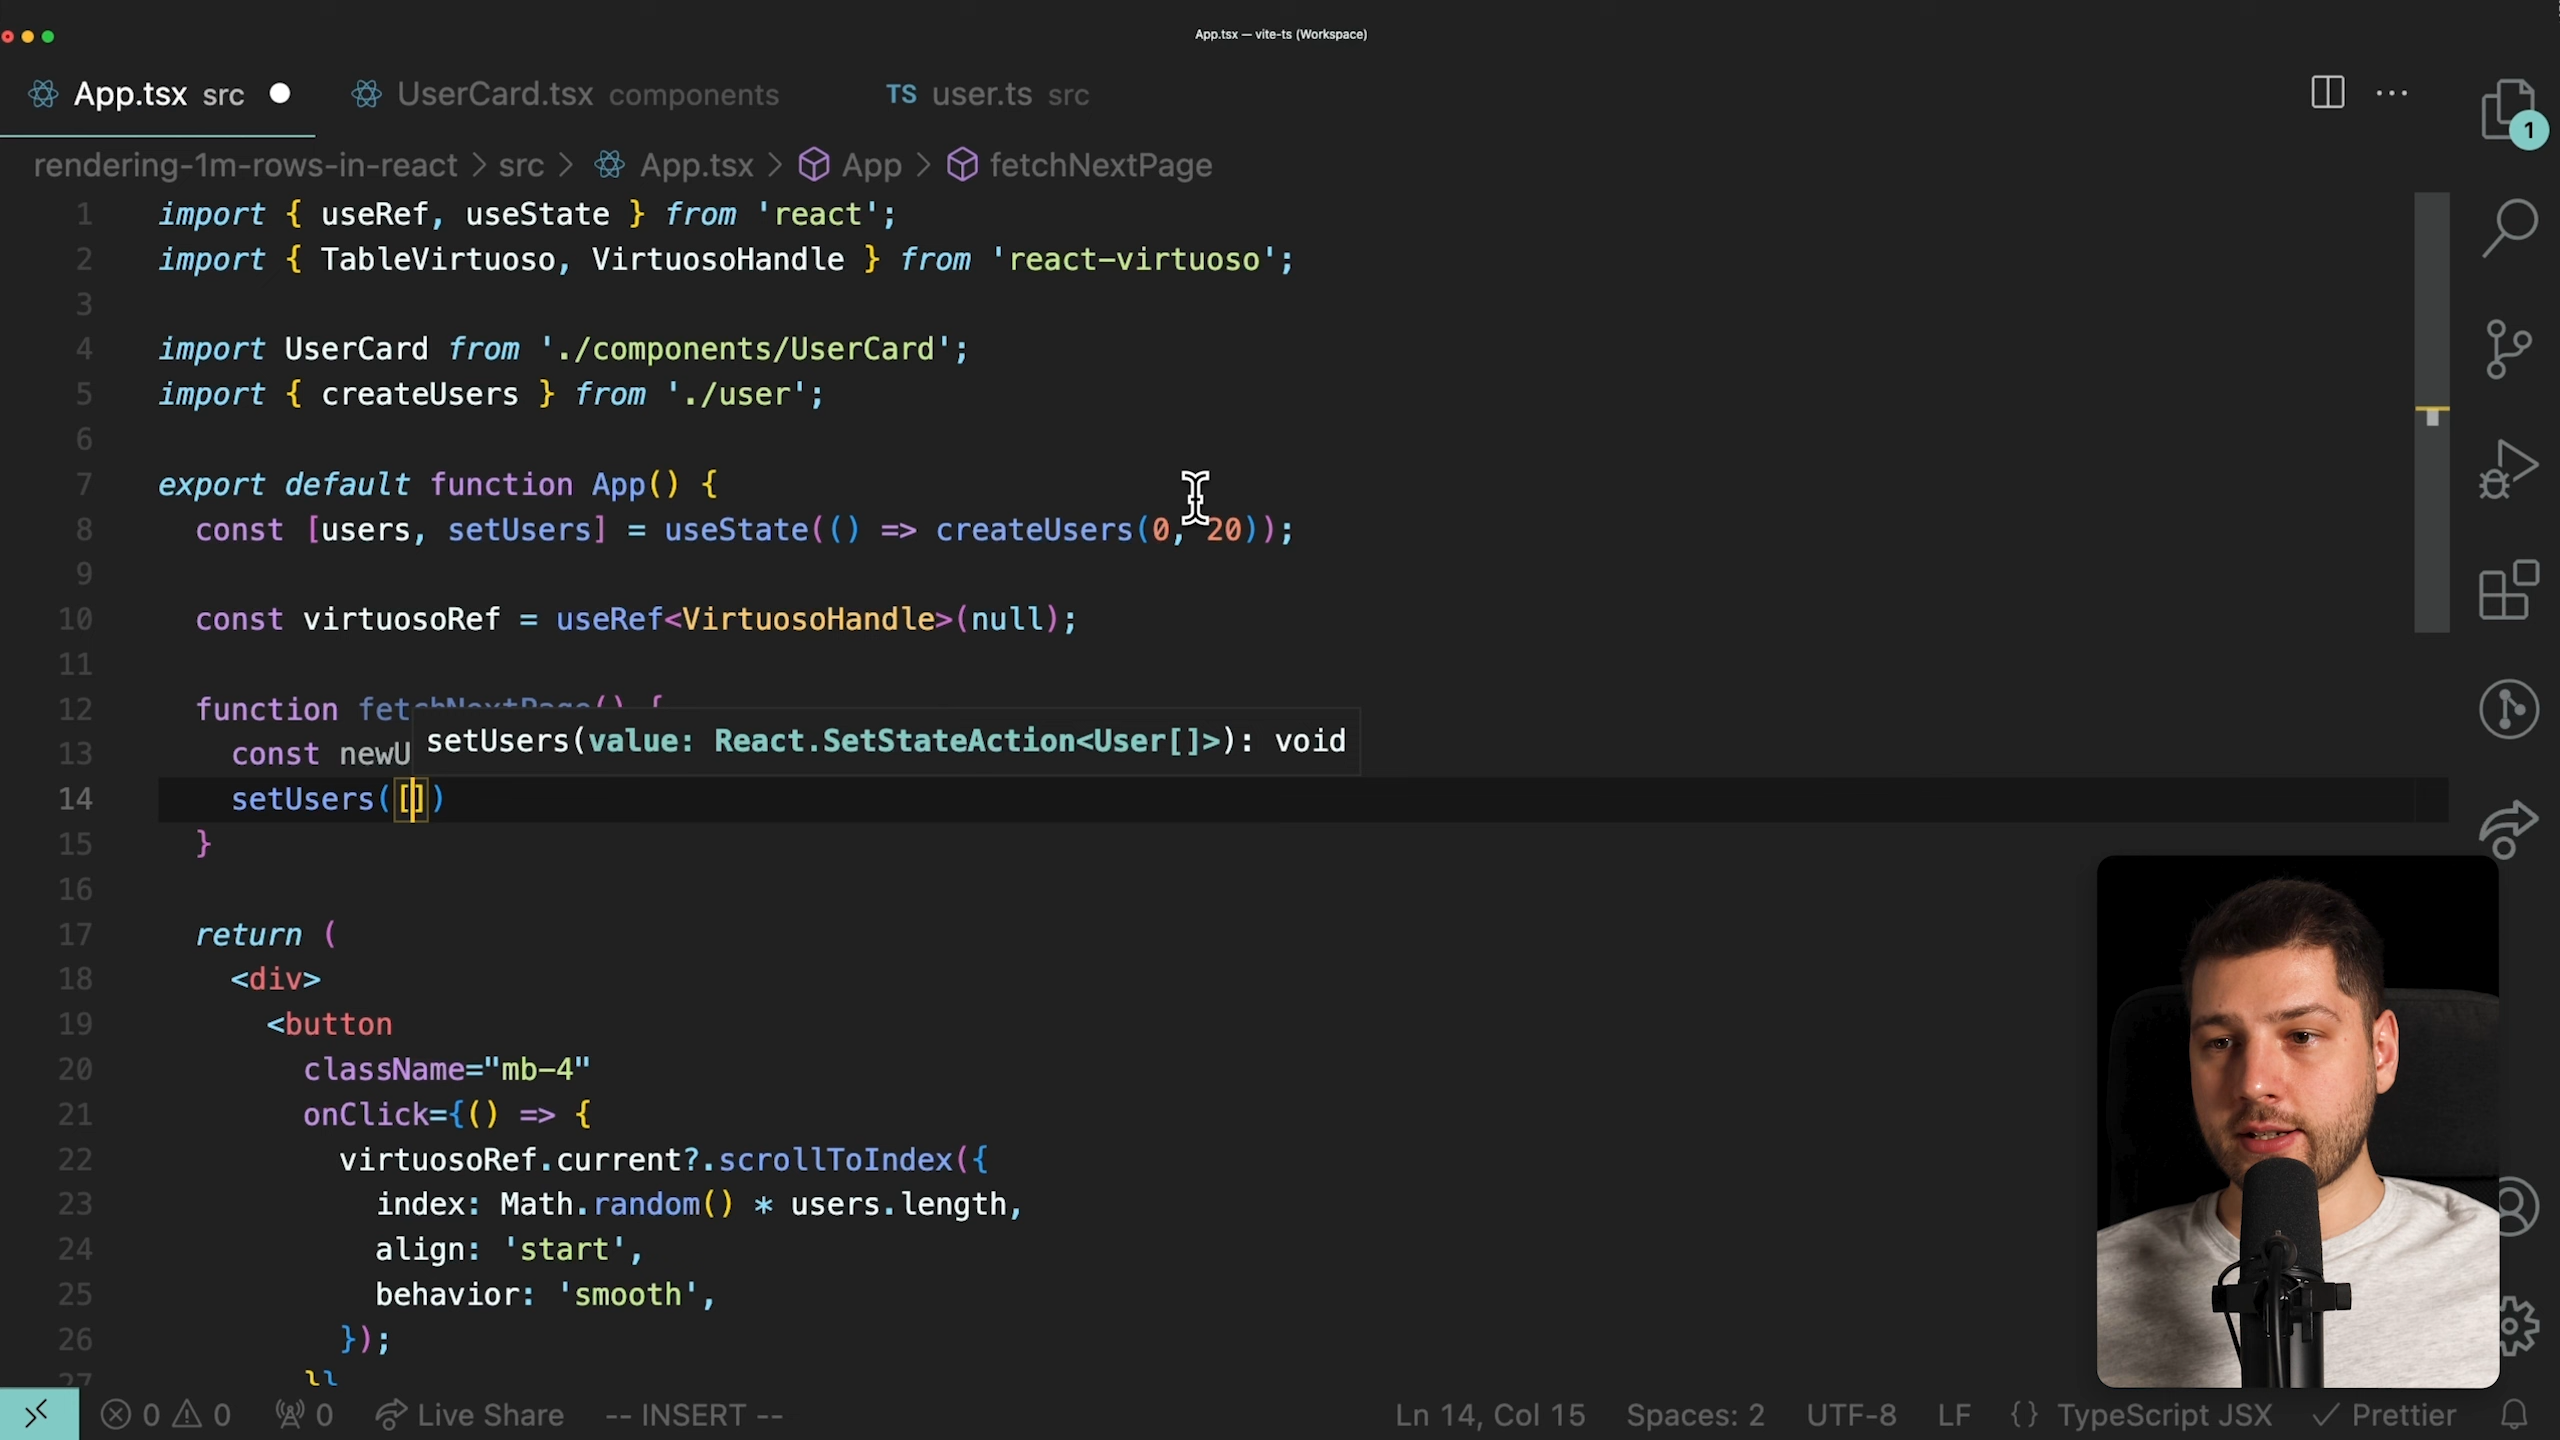 App.tsx — vite-ts (Workspace)
App.tsx src
UserCard.tsx components
TS user.ts src
1
rendering-1m-rows-in-react > src > App.tsx > App > fetchNextPage
1 import { useRef, useState } from 'react';
2 import { TableVirtuoso, VirtuosoHandle } from 'react-virtuoso';
3
4 import UserCard from './components/UserCard';
5 import { createUsers } from './user';
6
7 export default function App() {
8 const [users, setUsers] = useState(() => createUsers(0, 20));
9
10 const virtuosoRef = useRef<VirtuosoHandle>(null);
11
12 function fetchNextPage() {
setUsers(value: React.SetStateAction<User[]>): void
13 const newU
14 setUsers([])
15 }
16
17 return (
18 <div>
19 <button
20 className="mb-4"
21 onClick={() => {
22 virtuosoRef.current?.scrollToIndex({
23 index: Math.random() * users.length,
24 align: 'start',
25 behavior: 'smooth',
26 });
27 }}
0 0 0 Live Share -- INSERT -- Ln 14, Col 15 Spaces: 2 UTF-8 LF {} TypeScript JSX ✓ Prettier